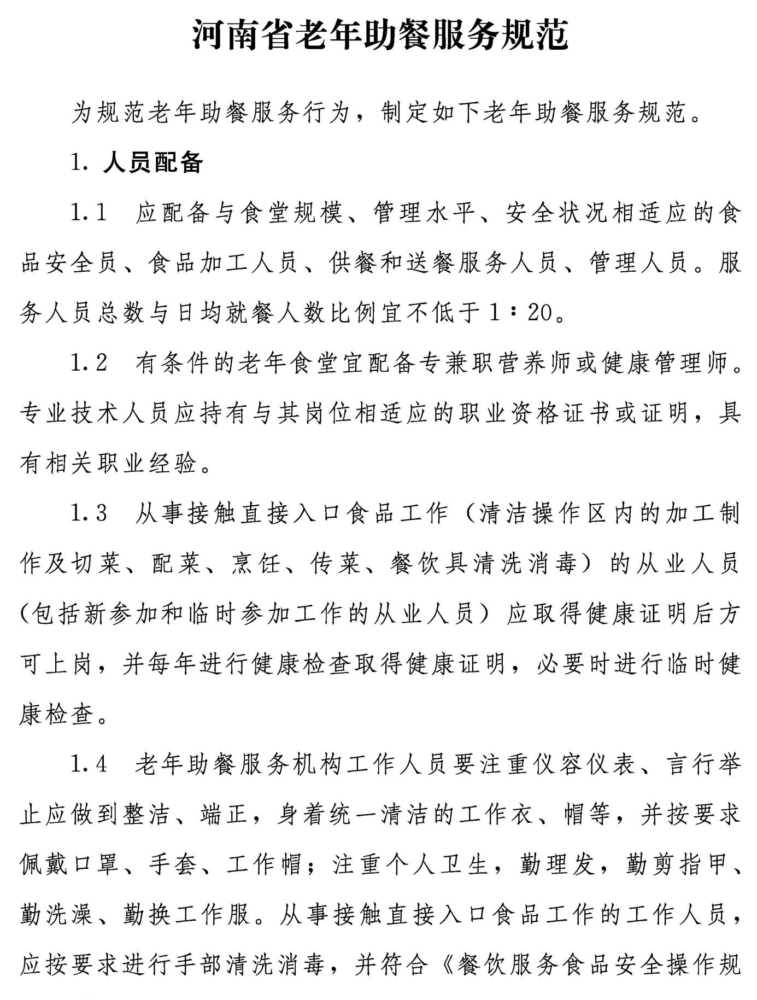 河南省老年助餐服务规范
为规范老年助餐服务行为，制定如下老年助餐服务规范。
1. 人员配备
1.1 应配备与食堂规模、管理水平、安全状况相适应的食
品安全员、食品加工人员、供餐和送餐服务人员、管理人员。服
务人员总数与日均就餐人数比例宜不低于1∶20。
1.2 有条件的老年食堂宜配备专兼职营养师或健康管理师。
专业技术人员应持有与其岗位相适应的职业资格证书或证明，具
有相关职业经验。
1.3 从事接触直接入口食品工作（清洁操作区内的加工制
作及切菜、配菜、烹饪、传菜、餐饮具清洗消毒）的从业人员
（包括新参加和临时参加工作的从业人员）应取得健康证明后方
可上岗，并每年进行健康检查取得健康证明，必要时进行临时健
康检查。
1.4 老年助餐服务机构工作人员要注重仪容仪表、言行举
止应做到整洁、端正，身着统一清洁的工作衣、帽等，并按要求
佩戴口罩、手套、工作帽；注重个人卫生，勤理发，勤剪指甲、
勤洗澡、勤换工作服。从事接触直接入口食品工作的工作人员，
应按要求进行手部清洗消毒，并符合《餐饮服务食品安全操作规